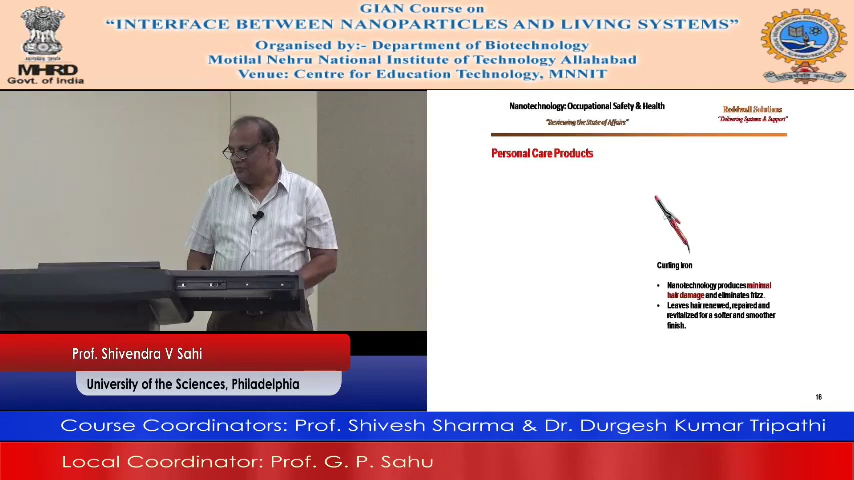 GIAN Course on
“INTERFACE BETWEEN NANOPARTICLES AND LIVING SYSTEMS”
Organised by:- Department of Biotechnology
Motilal Nehru National Institute of Technology Allahabad
Venue: Centre for Education Technology, MNNIT
MHRD
Govt. of India
Nanotechnology: Occupational Safety & Health
"Reviewing the State of Affairs"
Solutions
"Delivering Systems & Support"
Personal Care Products
Curling Iron
• Nanotechnology produces minimal
hair damage and eliminates frizz.
• Leaves hair renewed, repaired and
revitalized for a softer and smoother
finish.
16
Prof. Shivendra V Sahi
University of the Sciences, Philadelphia
Course Coordinators: Prof. Shivesh Sharma & Dr. Durgesh Kumar Tripathi
Local Coordinator: Prof. G. P. Sahu